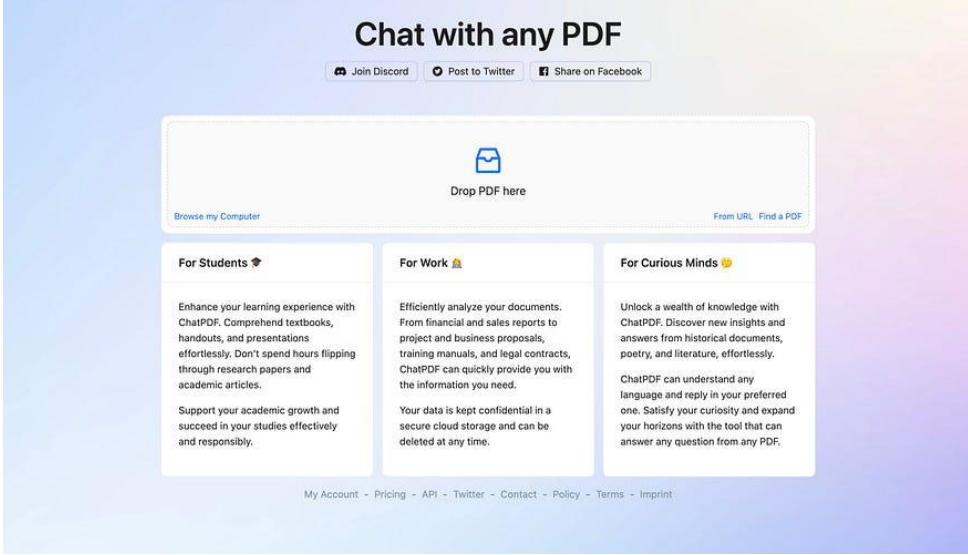 Chat with any PDF
Join Discord
Post to Twitter
Share on Facebook
Drop PDF here
Browse my Computer
From URL
Find a PDF
For Students 🎓
Enhance your learning experience with
ChatPDF. Comprehend textbooks,
handouts, and presentations
effortlessly. Don't spend hours flipping
through research papers and
academic articles.
Support your academic growth and
succeed in your studies effectively
and responsibly.
For Work 👩‍💼
Efficiently analyze your documents.
From financial and sales reports to
project and business proposals,
training manuals, and legal contracts,
ChatPDF can quickly provide you with
the information you need.
Your data is kept confidential in a
secure cloud storage and can be
deleted at any time.
For Curious Minds 🤔
Unlock a wealth of knowledge with
ChatPDF. Discover new insights and
answers from historical documents,
poetry, and literature, effortlessly.
ChatPDF can understand any
language and reply in your preferred
one. Satisfy your curiosity and expand
your horizons with the tool that can
answer any question from any PDF.
My Account - Pricing - API - Twitter - Contact - Policy - Terms - Imprint